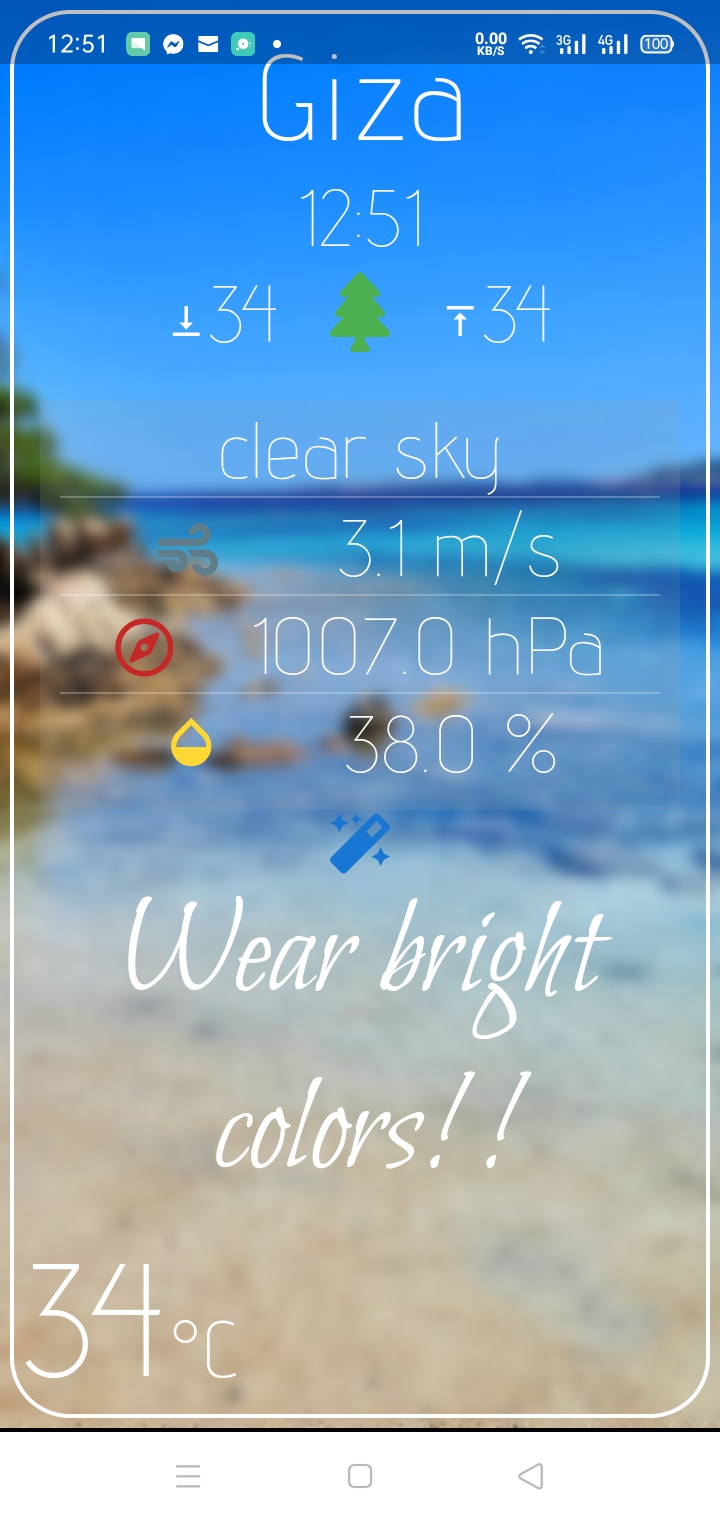 12:51
0.00
KB/S
3G
4G
100
Giza
12:51
34
34
clear sky
3.1 m/s
1007.0 hPa
38.0 %
Wear bright
colors!!
34°C